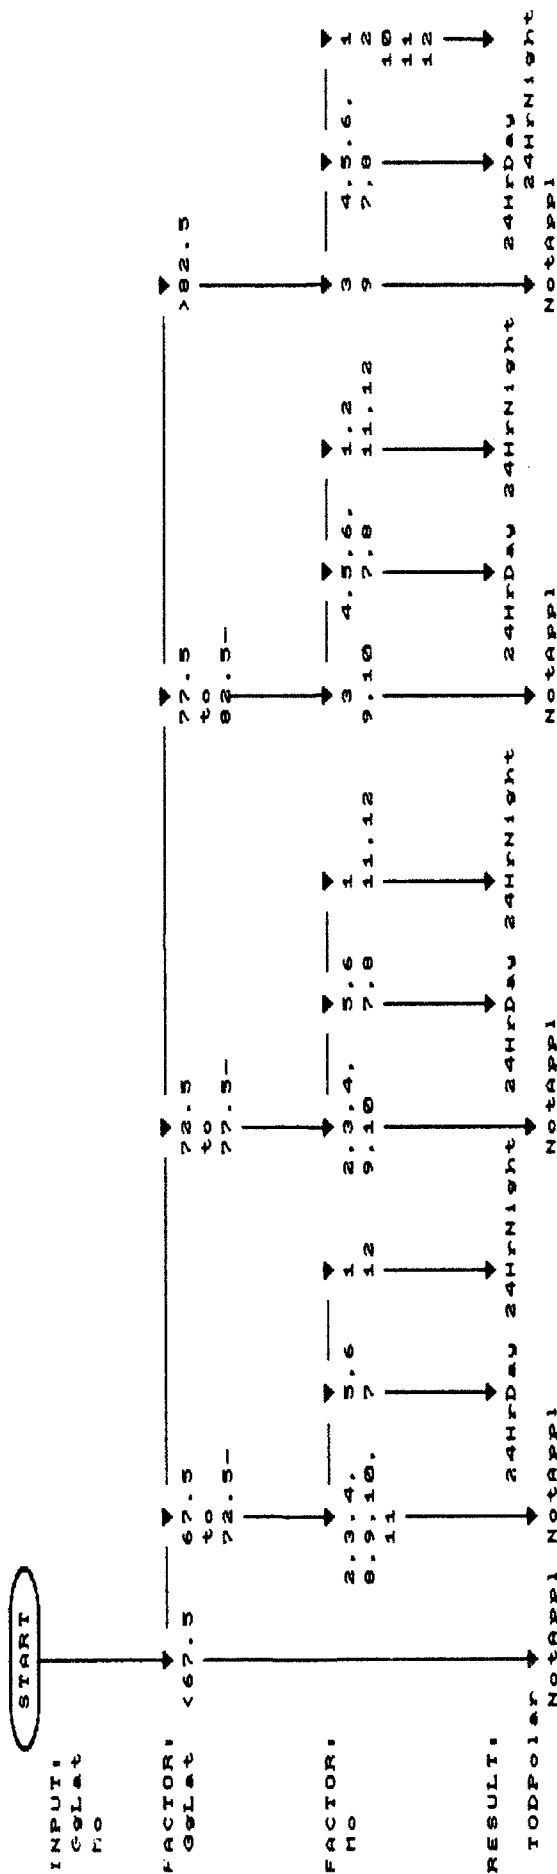 START
INPUT:
GgLat
Mo
FACTOR:
GgLat
<67.5
67.5
to
72.5-
72.5
to
77.5-
77.5
to
82.5-
>82.5
FACTOR:
Mo
2,3,4,
8,9,10,
11
5,6
7
1
12
2,3,4,
9,10
5,6
7,8
1
11,12
3
9,10
4,5,6,
7,8
1,2
11,12
3
9
4,5,6,
7,8
1
2
10
11
12
RESULT:
TODPolar
NotAppl
NotAppl
24HrDay
24HrNight
NotAppl
24HrDay
24HrNight
NotAppl
24HrDay
24HrNight
NotAppl
24HrDay
24HrNight